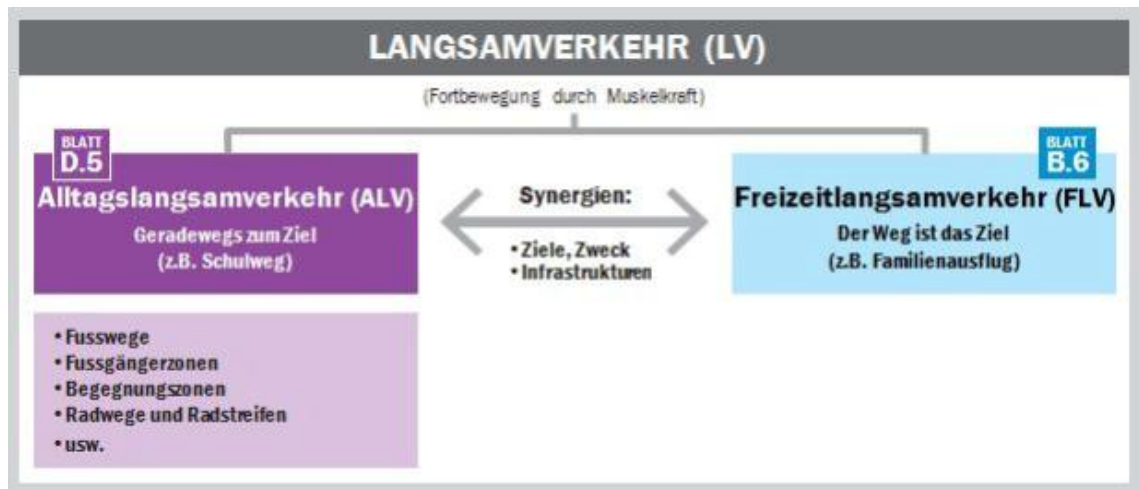 LANGSAMVERKEHR (LV)
(Fortbewegung durch Muskelkraft)
BLATT
D.5
Alltagslangsamverkehr (ALV)
Geradewegs zum Ziel
(z.B. Schulweg)
Synergien:
• Ziele, Zweck
• Infrastrukturen
BLATT
B.6
Freizeitlangsamverkehr (FLV)
Der Weg ist das Ziel
(z.B. Familienausflug)
• Fusswege
• Fussgängerzonen
• Begegnungszonen
• Radwege und Radstreifen
• usw.